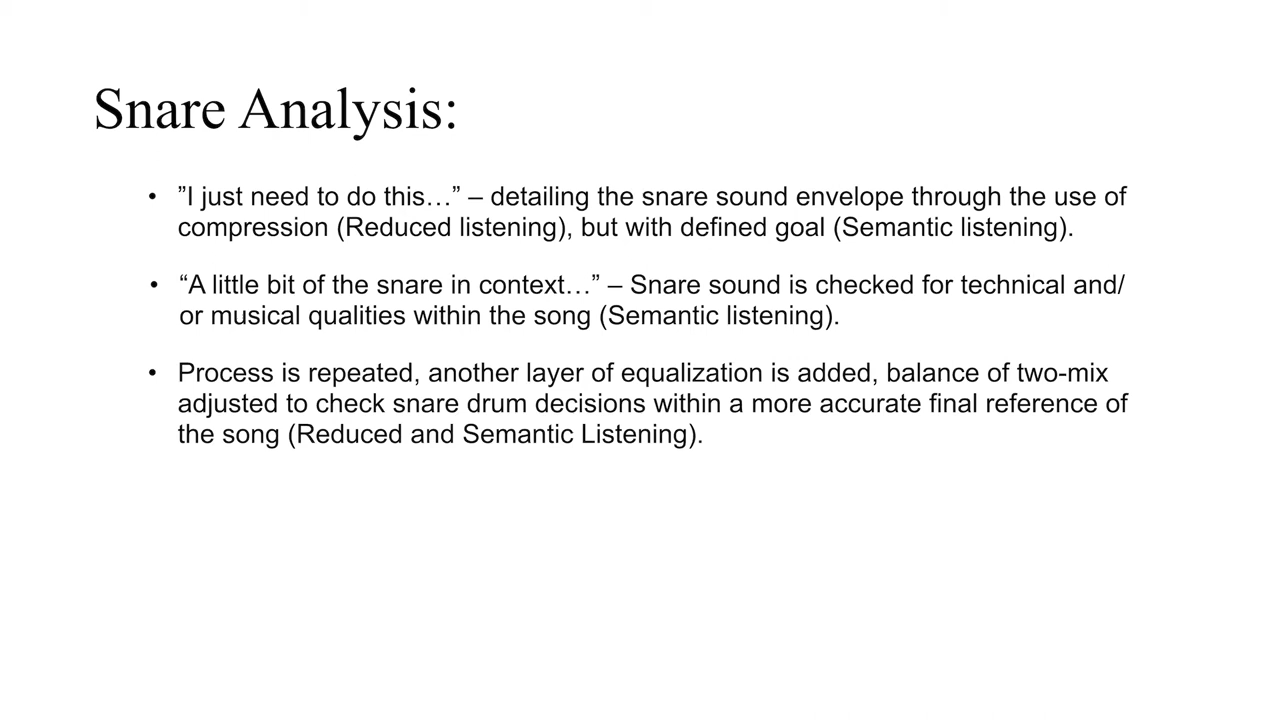 Snare Analysis:
• ”I just need to do this…” – detailing the snare sound envelope through the use of
compression (Reduced listening), but with defined goal (Semantic listening).
• “A little bit of the snare in context…” – Snare sound is checked for technical and/
or musical qualities within the song (Semantic listening).
• Process is repeated, another layer of equalization is added, balance of two-mix
adjusted to check snare drum decisions within a more accurate final reference of
the song (Reduced and Semantic Listening).